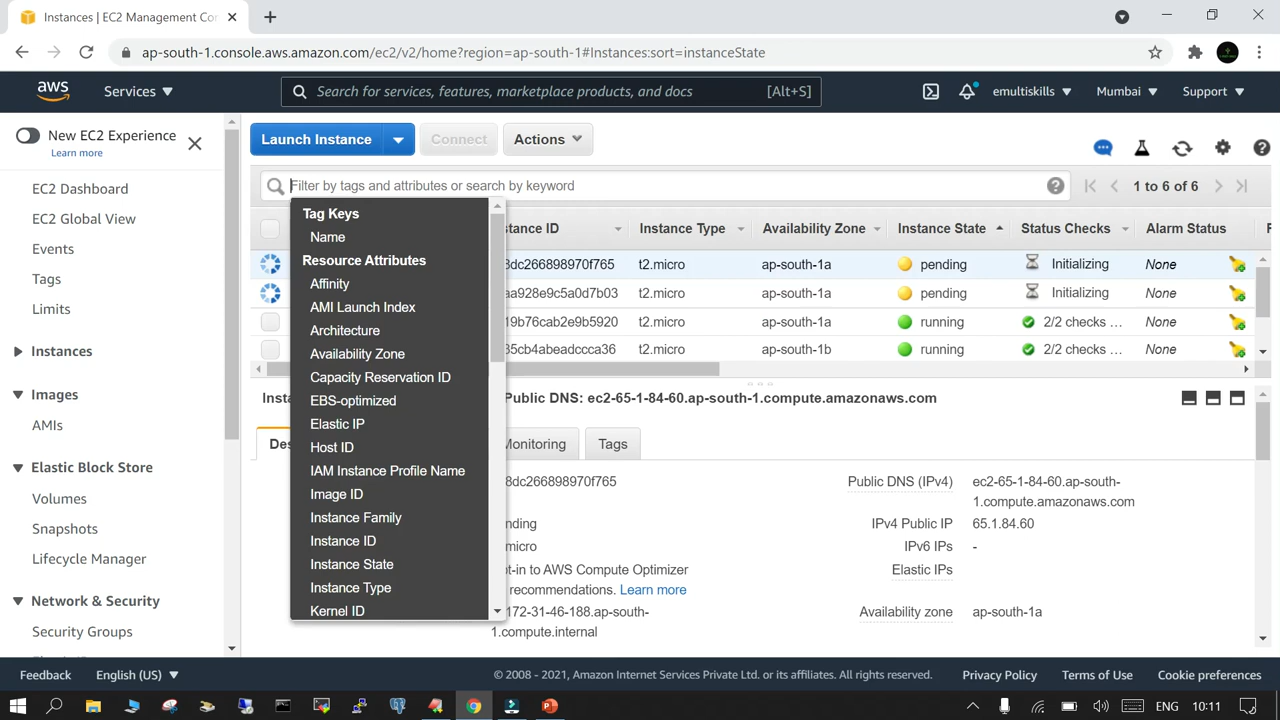 Instances | EC2 Management Co
ap-south-1.console.aws.amazon.com/ec2/v2/home?region=ap-south-1#Instances:sort=instanceState
aws
Services
Search for services, features, marketplace products, and docs
[Alt+S]
emultiskills
Mumbai
Support
New EC2 Experience
Learn more
EC2 Dashboard
EC2 Global View
Events
Tags
Limits
Instances
Images
AMIs
Elastic Block Store
Volumes
Snapshots
Lifecycle Manager
Network & Security
Security Groups
Launch Instance
Connect
Actions
Filter by tags and attributes or search by keyword
1 to 6 of 6
Tag Keys
Name
Resource Attributes
Affinity
AMI Launch Index
Architecture
Availability Zone
Capacity Reservation ID
EBS-optimized
Elastic IP
Host ID
IAM Instance Profile Name
Image ID
Instance Family
Instance ID
Instance State
Instance Type
Kernel ID
stance ID Instance Type Availability Zone Instance State Status Checks Alarm Status
8dc266898970f765 t2.micro ap-south-1a pending Initializing None
aa928e9c5a0d7b03 t2.micro ap-south-1a pending Initializing None
19b76cab2e9b5920 t2.micro ap-south-1a running 2/2 checks ... None
35cb4abeadccca36 t2.micro ap-south-1b running 2/2 checks ... None
Insta Public DNS: ec2-65-1-84-60.ap-south-1.compute.amazonaws.com
Des
Monitoring
Tags
8dc266898970f765
nding
micro
pt-in to AWS Compute Optimizer
recommendations. Learn more
172-31-46-188.ap-south-
1.compute.internal
Public DNS (IPv4) ec2-65-1-84-60.ap-south-
1.compute.amazonaws.com
IPv4 Public IP 65.1.84.60
IPv6 IPs -
Elastic IPs
Availability zone ap-south-1a
Feedback
English (US)
© 2008 - 2021, Amazon Internet Services Private Ltd. or its affiliates. All rights reserved.
Privacy Policy
Terms of Use
Cookie preferences
ENG
10:11